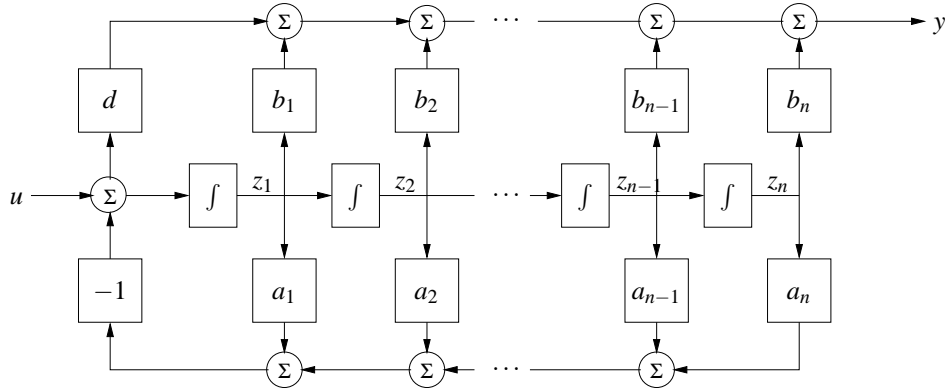 Σ Σ ··· Σ Σ y
d b₁ b₂ bₙ₋₁ bₙ
u Σ ∫ z₁ ∫ z₂ ··· ∫ zₙ₋₁ ∫ zₙ
−1 a₁ a₂ aₙ₋₁ aₙ
Σ Σ ··· Σ